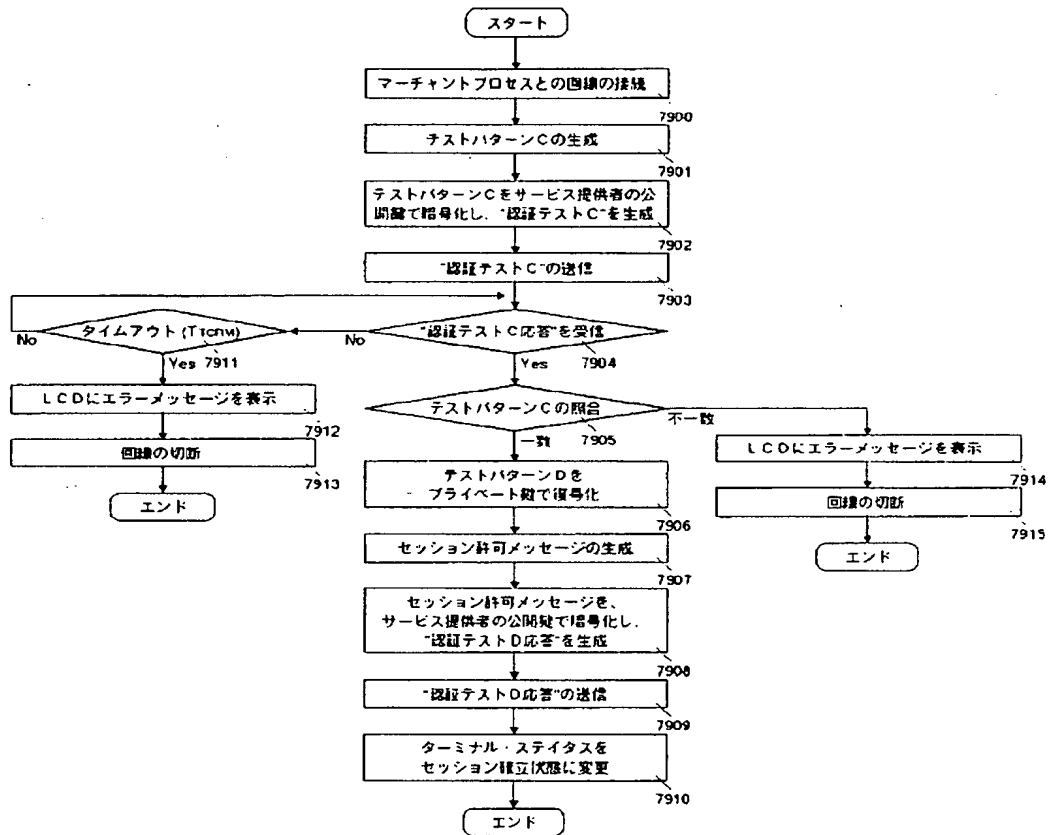 スタート
マーチャントプロセスとの回線の接続
7900
テストパターンCの生成
7901
テストパターンCをサービス提供者の公
開鍵で暗号化し、"認証テストC"を生成
7902
"認証テストC"の送信
7903
"認証テストC応答"を受信
7904
No
Yes
タイムアウト
7911
No
Yes
LCDにエラーメッセージを表示
7912
回線の切断
7913
エンド
テストパターンCの照合
7905
不一致
一致
LCDにエラーメッセージを表示
7914
回線の切断
7915
エンド
テストパターンDを
プライベート鍵で復号化
7906
セッション許可メッセージの生成
7907
セッション許可メッセージを、
サービス提供者の公開鍵で暗号化し、
"認証テストD応答"を生成
7908
"認証テストD応答"の送信
7909
ターミナル・ステイタスを
セッション確立状態に変更
7910
エンド